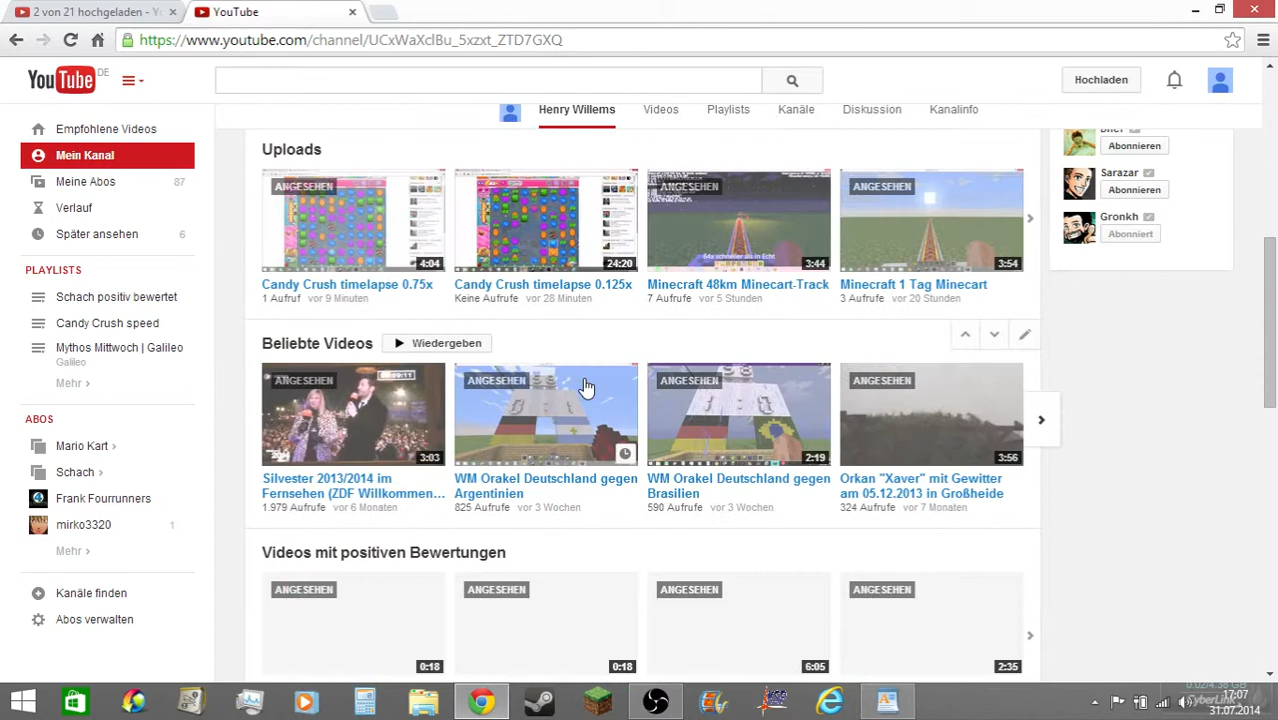 2 von 21 hochgeladen - Yo
YouTube
https://www.youtube.com/channel/UCxWaXclBu_5xzxt_ZTD7GXQ
YouTube DE
Hochladen
Henry Willems Videos Playlists Kanäle Diskussion Kanalinfo
Empfohlene Videos
Mein Kanal
Meine Abos 87
Verlauf
Später ansehen 6
PLAYLISTS
Schach positiv bewertet
Candy Crush speed
Mythos Mittwoch | Galileo
Galileo
Mehr ›
ABOS
Mario Kart ›
Schach ›
Frank Fourrunners
mirko3320 1
Mehr ›
Kanäle finden
Abos verwalten
Uploads
ANGESEHEN ANGESEHEN ANGESEHEN ANGESEHEN
64x schneller als in Echt
4:04 24:20 3:44 3:54
Candy Crush timelapse 0.75x Candy Crush timelapse 0.125x Minecraft 48km Minecart-Track Minecraft 1 Tag Minecart
1 Aufruf vor 9 Minuten Keine Aufrufe vor 28 Minuten 7 Aufrufe vor 5 Stunden 3 Aufrufe vor 20 Stunden
Beliebte Videos Wiedergeben
ANGESEHEN ANGESEHEN ANGESEHEN ANGESEHEN
3:03 2:19 3:56
Silvester 2013/2014 im WM Orakel Deutschland gegen WM Orakel Deutschland gegen Orkan "Xaver" mit Gewitter
Fernsehen (ZDF Willkommen... Argentinien Brasilien am 05.12.2013 in Großheide
1.979 Aufrufe vor 6 Monaten 825 Aufrufe vor 3 Wochen 590 Aufrufe vor 3 Wochen 324 Aufrufe vor 7 Monaten
Videos mit positiven Bewertungen
ANGESEHEN ANGESEHEN ANGESEHEN ANGESEHEN
0:18 0:18 6:05 2:35
Abonnieren
Sarazar
Abonnieren
Gronkh
Abonniert
17:07
31.07.2014
CyberLink